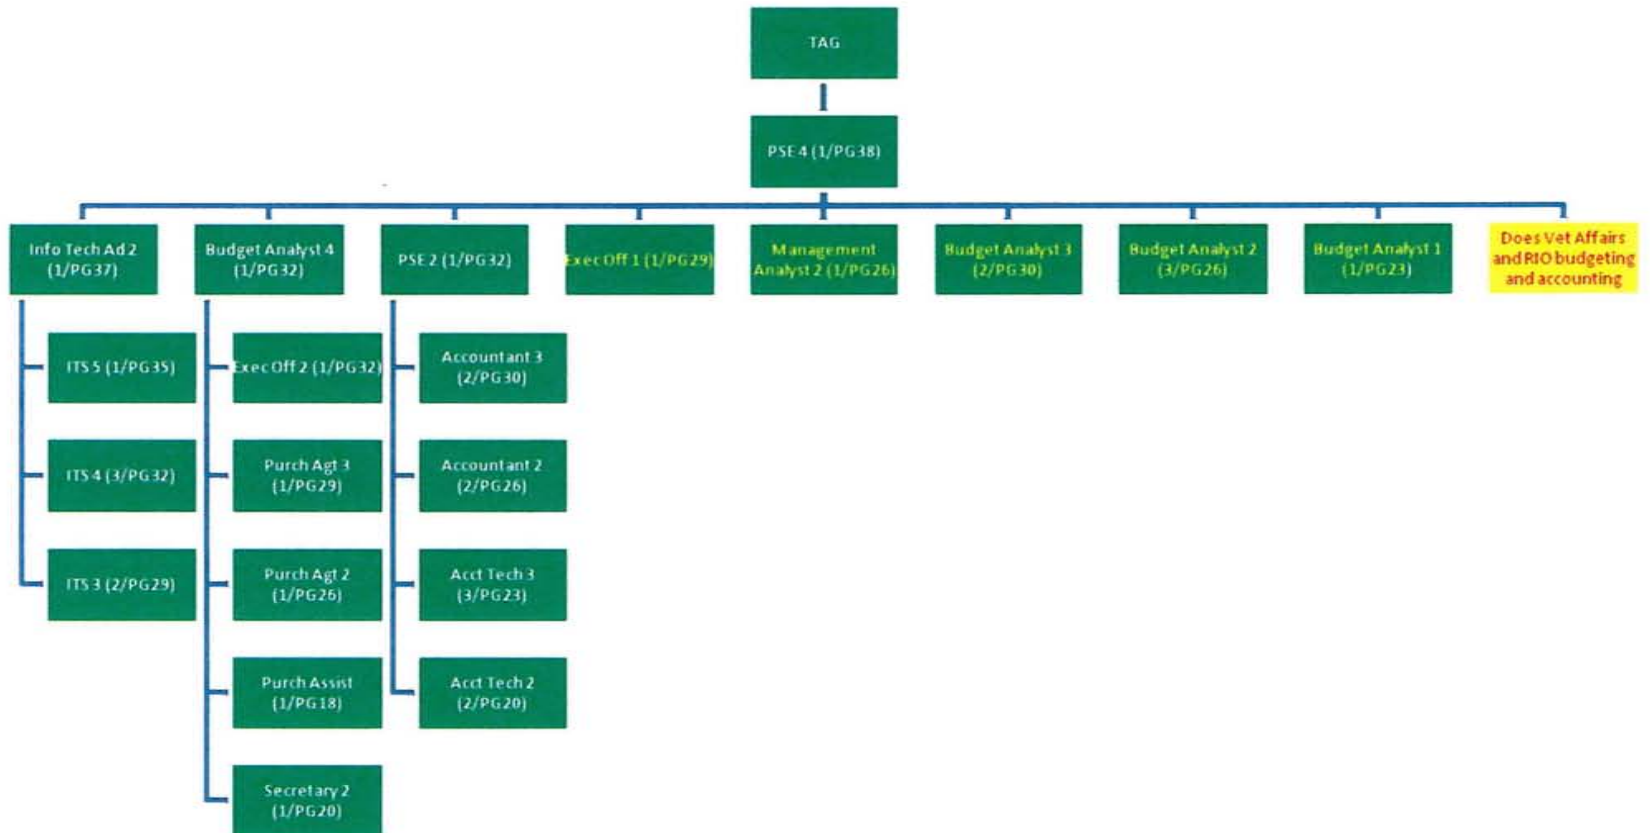 TAG
PSE 4 (1/PG38)
Info Tech Ad 2
(1/PG37)
Budget Analyst 4
(1/PG32)
PSE 2 (1/PG32)
Exec Off 1 (1/PG29)
Management
Analyst 2 (1/PG26)
Budget Analyst 3
(2/PG30)
Budget Analyst 2
(3/PG26)
Budget Analyst 1
(1/PG23)
Does Vet Affairs
and RIO budgeting
and accounting
ITS 5 (1/PG35)
Exec Off 2 (1/PG32)
Accountant 3
(2/PG30)
ITS 4 (3/PG32)
Purch Agt 3
(1/PG29)
Accountant 2
(2/PG26)
ITS 3 (2/PG29)
Purch Agt 2
(1/PG26)
Acct Tech 3
(3/PG23)
Purch Assist
(1/PG18)
Acct Tech 2
(2/PG20)
Secretary 2
(1/PG20)